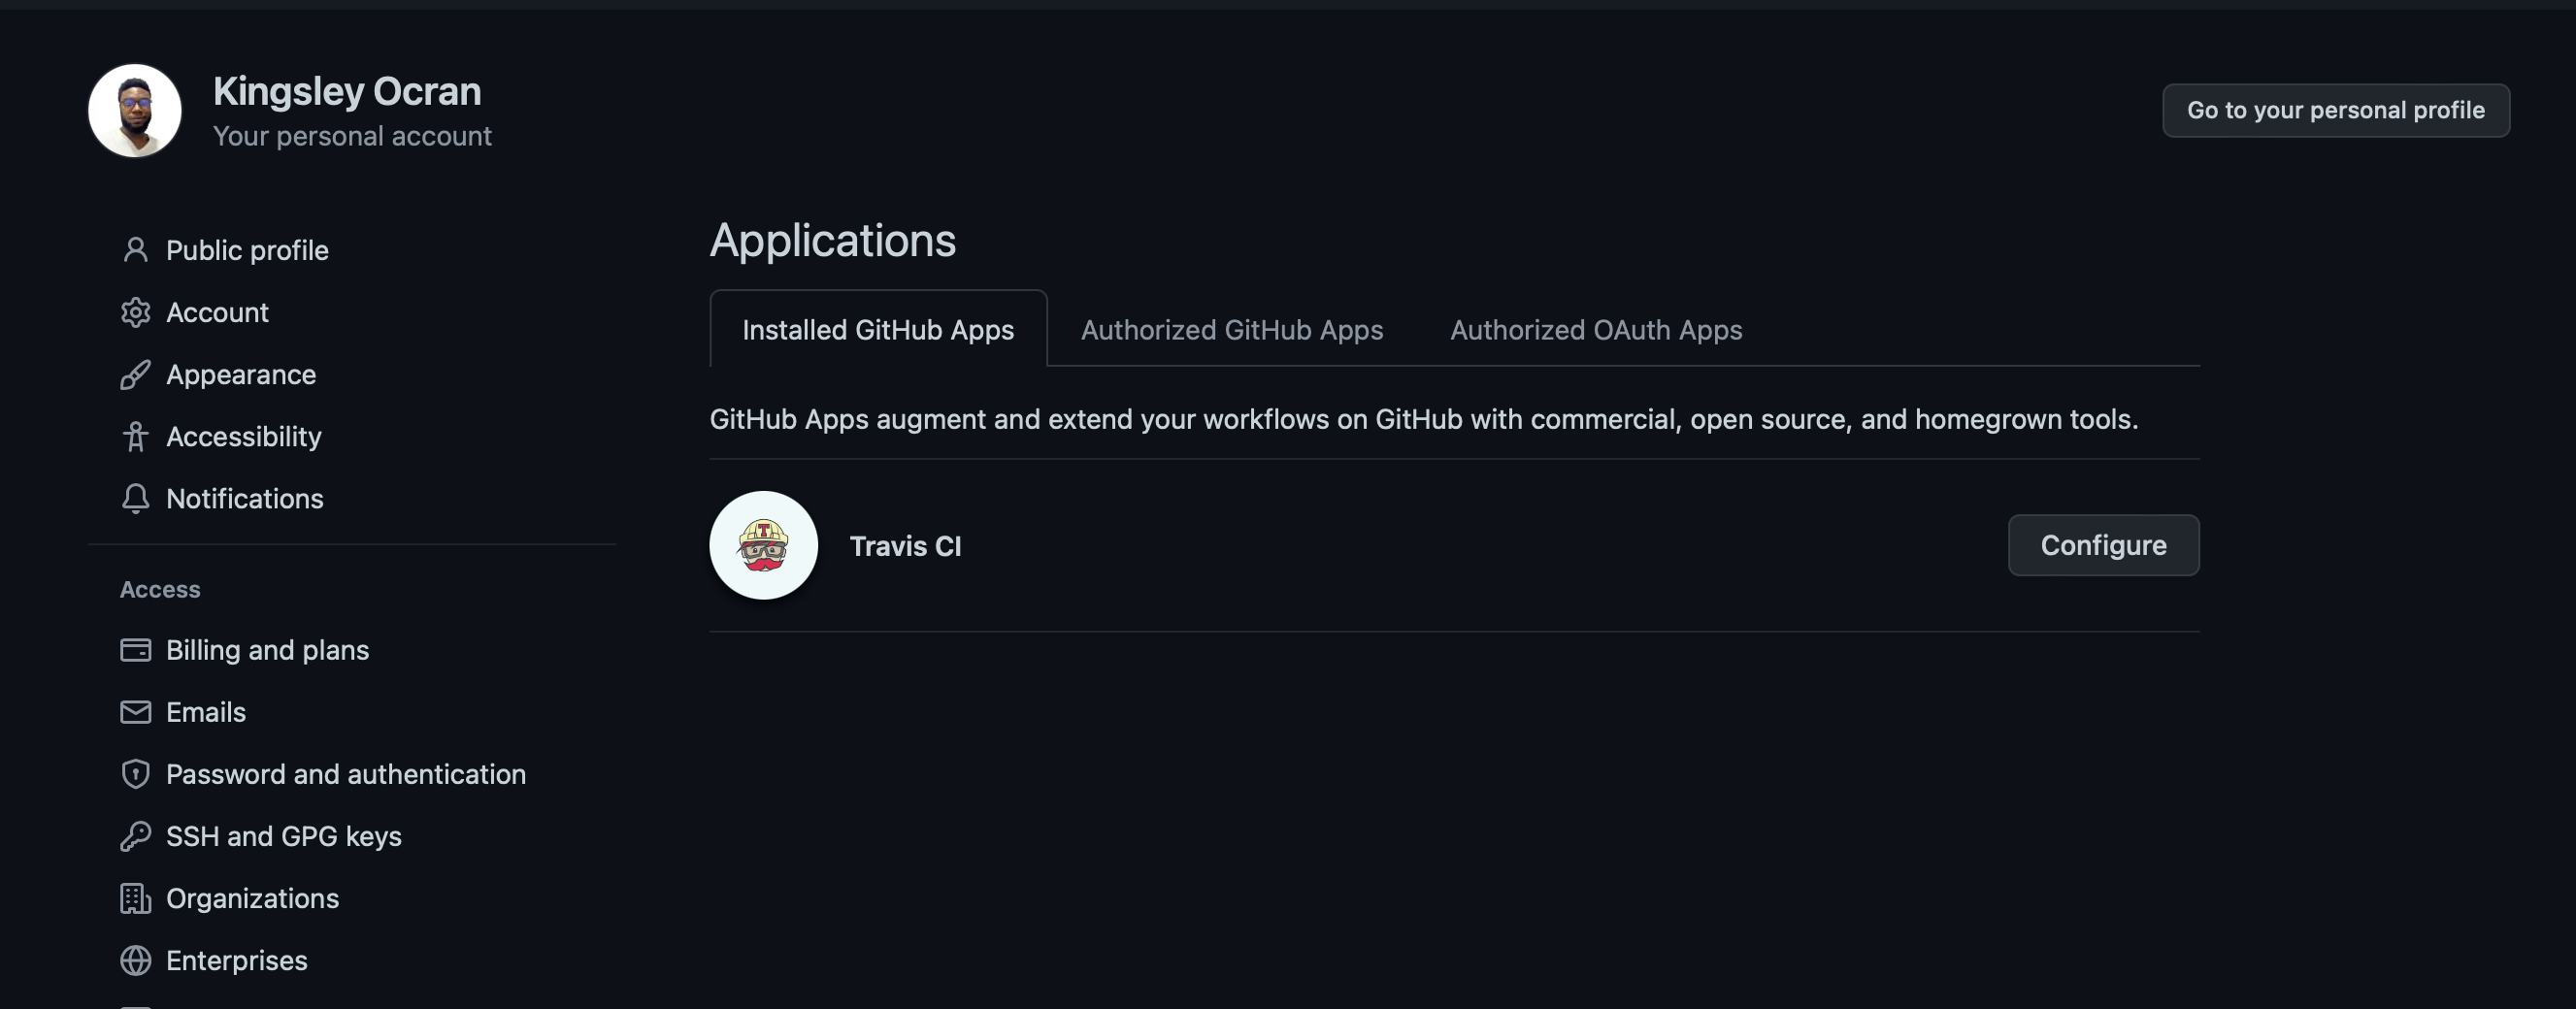 Kingsley Ocran
Your personal account
Go to your personal profile
Public profile
Account
Appearance
Accessibility
Notifications
Access
Billing and plans
Emails
Password and authentication
SSH and GPG keys
Organizations
Enterprises
Applications
Installed GitHub Apps
Authorized GitHub Apps
Authorized OAuth Apps
GitHub Apps augment and extend your workflows on GitHub with commercial, open source, and homegrown tools.
T
Travis CI
Configure